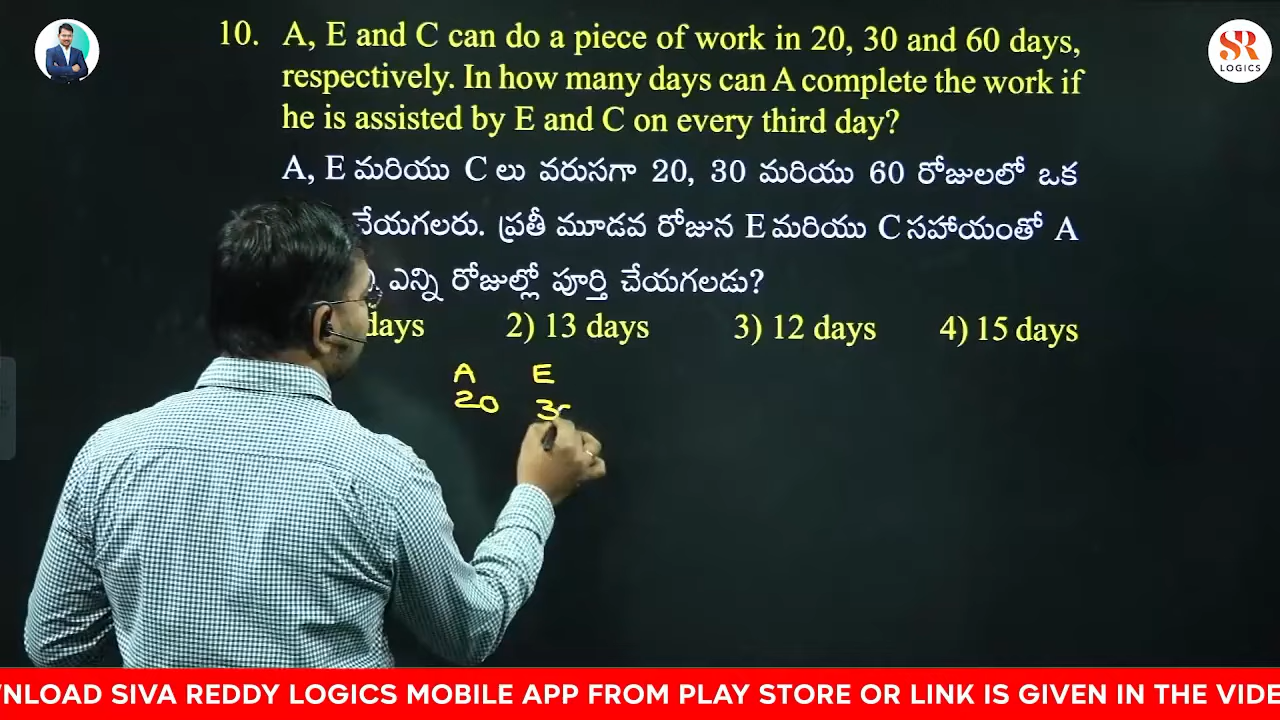 10. A, E and C can do a piece of work in 20, 30 and 60 days,
respectively. In how many days can A complete the work if
he is assisted by E and C on every third day?
A, E మరియు C లు వరుసగా 20, 30 మరియు 60 రోజులలో ఒక
చేయగలరు. ప్రతీ మూడవ రోజున E మరియు C సహాయంతో A
ఎన్ని రోజుల్లో పూర్తి చేయగలడు?
days 2) 13 days 3) 12 days 4) 15 days
A E
20
SR
LOGICS
SIVA REDDY LOGICS MOBILE APP FROM PLAY STORE OR LINK IS GIVEN IN THE